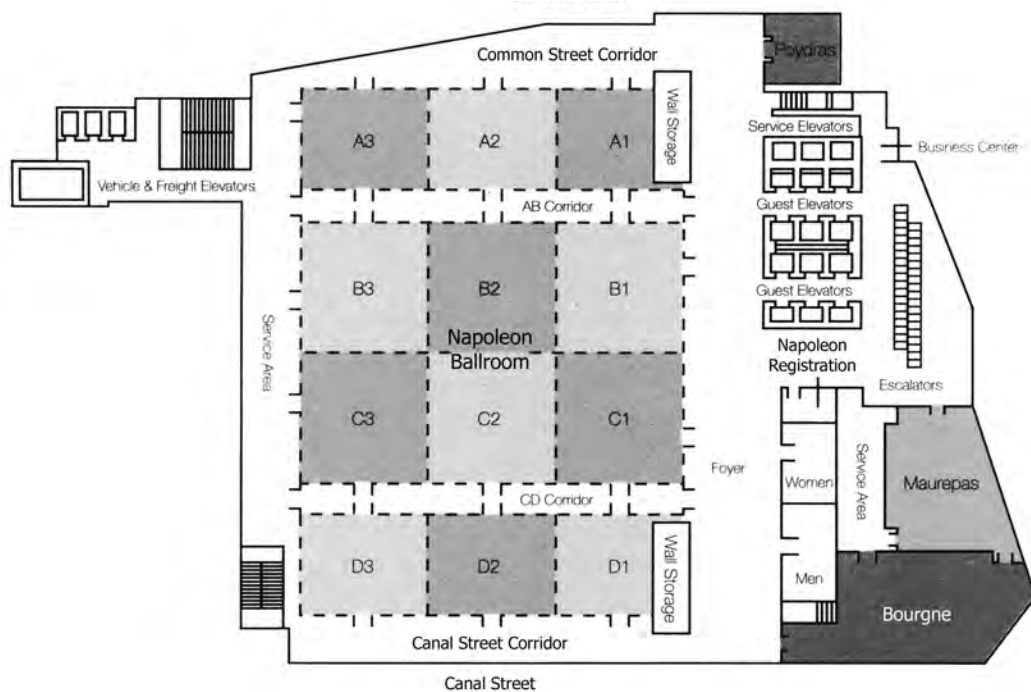 Common Street Corridor
Poydras
A3
A2
A1
Wall Storage
Service Elevators
Business Center
Vehicle & Freight Elevators
AB Corridor
Guest Elevators
B3
B2
B1
Guest Elevators
Service Area
Napoleon
Ballroom
Napoleon
Registration
Escalators
C3
C2
C1
Foyer
Women
Service Area
Maurepas
CD Corridor
D3
D2
D1
Wall Storage
Men
Bourgne
Canal Street Corridor
Canal Street